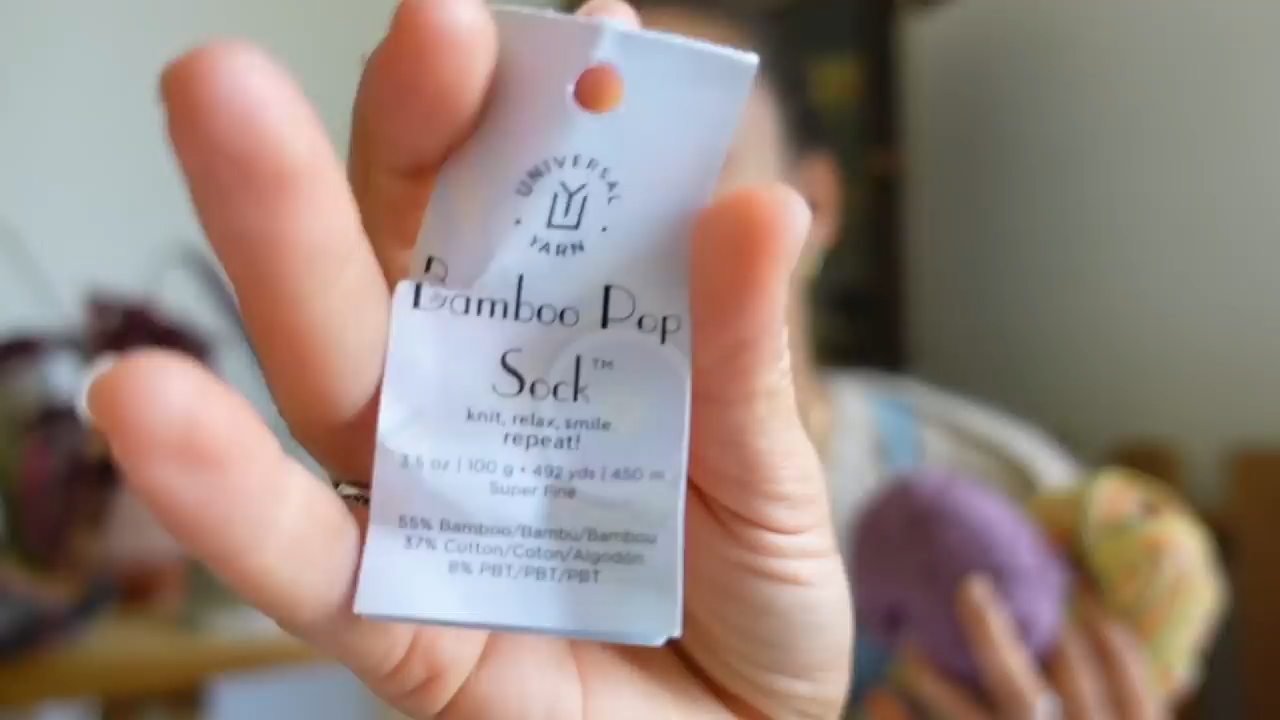 UNIVERSAL
YARN
Bamboo Pop
Sock™
knit, relax, smile
repeat!
3.5 oz | 100 g • 492 yds | 450 m
Super Fine
55% Bamboo/Bambú/Bambou
37% Cotton/Coton/Algodón
8% PBT/PBT/PBT